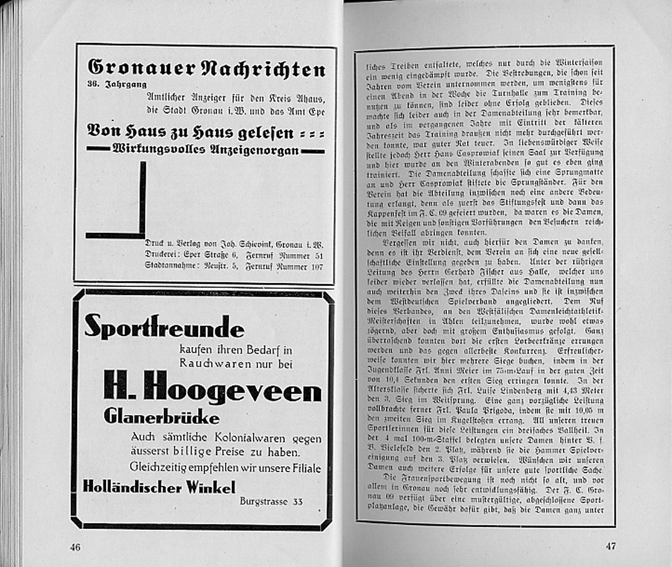 Gronauer Nachrichten
36. Jahrgang
Amtlicher Anzeiger für den Kreis Ahaus,
die Stadt Gronau i. W. und das Amt Epe
Von Haus zu Haus gelesen
Wirkungsvolles Anzeigenorgan
Druck u. Verlag von Joh. Schievink, Gronau i. W.
Druckerei: Eper Straße 6, Fernruf Nummer 51
Stadtannahme: Neustr. 5, Fernruf Nummer 107
Sportfreunde
kaufen ihren Bedarf in
Rauchwaren nur bei
H. Hoogeveen
Glanerbrücke
Auch sämtliche Kolonialwaren gegen
äusserst billige Preise zu haben.
Gleichzeitig empfehlen wir unsere Filiale
Holländischer Winkel
Burgstrasse 33
46
liches Treiben entfaltete, welches nur durch die Wintersaison
ein wenig eingedämpft wurde. Die Bestrebungen, die schon seit
Jahren vom Verein unternommen werden, um wenigstens für
einen Abend in der Woche die Turnhalle zum Training be-
nutzen zu können, sind leider ohne Erfolg geblieben. Dieses
machte sich leider auch in der Damenabteilung sehr bemerkbar,
und als im vergangenen Jahre mit Eintritt der kälteren
Jahreszeit das Training draußen nicht mehr durchgeführt wer-
den konnte, war guter Rat teuer. In liebenswürdiger Weise
stellte jedoch Herr Hans Casprowiak seinen Saal zur Verfügung
und hier wurde an den Winterabenden so gut es eben ging
trainiert. Die Damenabteilung schaffte sich eine Sprungmatte
an und Herr Casprowiak stiftete die Sprungständer. Für den
Verein hat die Abteilung inzwischen noch eine andere Bedeu-
tung erlangt, denn als zuerst das Stiftungsfest und dann das
Kappenfest im F. C. 09 gefeiert wurden, da waren es die Damen,
die mit Reigen und sonstigen Vorführungen den Besuchern reich-
lichen Beifall abringen konnten.
Vergessen wir nicht, auch hierfür den Damen zu danken,
denn es ist ihr Verdienst, dem Verein an sich eine neue gesell-
schaftliche Einstellung gegeben zu haben. Unter der rührigen
Leitung des Herrn Gerhard Fischer aus Halle, welcher uns
leider wieder verlassen hat, erfüllte die Damenabteilung nun
auch weiterhin den Zweck ihres Daseins und sie ist inzwischen
dem Westdeutschen Spielverband angegliedert. Dem Ruf
dieses Verbandes, an den Westfälischen Damenleichtathletik-
Meisterschaften in Ahlen teilzunehmen, wurde wohl etwas
zögernd, aber doch mit großem Enthusiasmus gefolgt. Ganz
überraschend konnten dort die ersten Lorbeerkränze errungen
werden und das gegen allerbeste Konkurrenz. Erfreulicher-
weise konnten wir hier mehrere Siege buchen, indem in der
Jugendklasse Frl. Anni Meier im 75=m=Lauf in der guten Zeit
von 10,4 Sekunden den ersten Sieg erringen konnte. In der
Altersklasse sicherte sich Frl. Luise Lindenberg mit 4,43 Meter
den 3. Sieg im Weitsprung. Eine ganz vorzügliche Leistung
vollbrachte ferner Frl. Paula Prigoda, indem sie mit 10,05 m
den zweiten Sieg im Kugelstoßen errang. All unseren treuen
Sportlerinnen für diese Leistungen ein dreifaches Wallheil. In
der 4 mal 100=m=Staffel belegten unsere Damen hinter V. f.
B. Bielefeld den 2. Platz, während sie die Hammer Spielver-
einigung auf den 3. Platz verwiesen. Wünschen wir unseren
Damen auch weitere Erfolge für unsere gute sportliche Sache
Die Frauensportbewegung ist noch nicht so alt, und vor
allem in Gronau noch sehr entwicklungsfähig. Der F. C. Gro-
nau 09 verfügt über eine mustergültige, abgeschlossene Sport-
platzanlage, die Gewähr dafür gibt, daß die Damen ganz unter
47